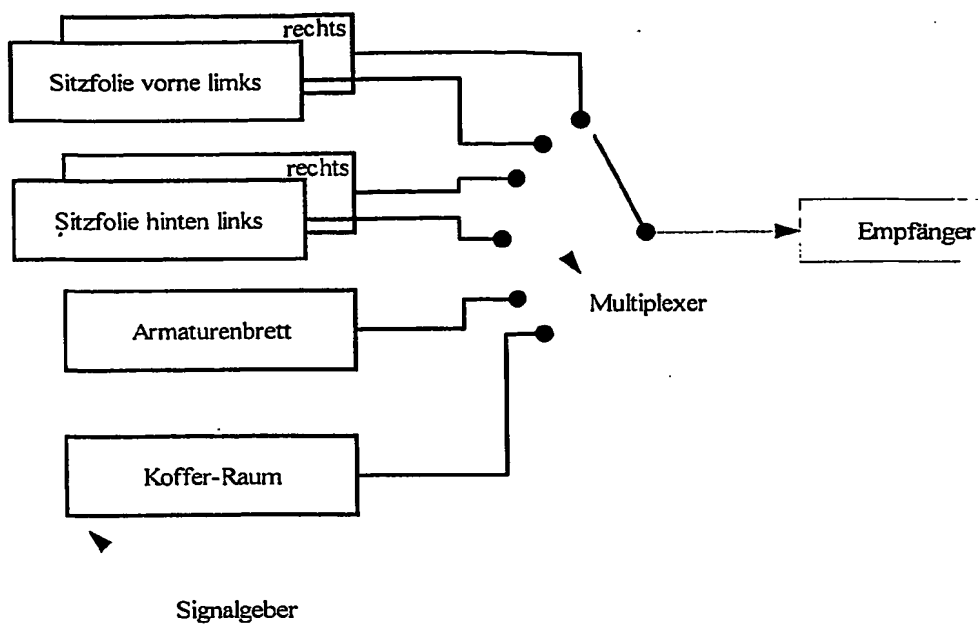 rechts
Sitzfolie vorne limks
rechts
Sitzfolie hinten links
Empfänger
Multiplexer
Armaturenbrett
Koffer-Raum
Signalgeber